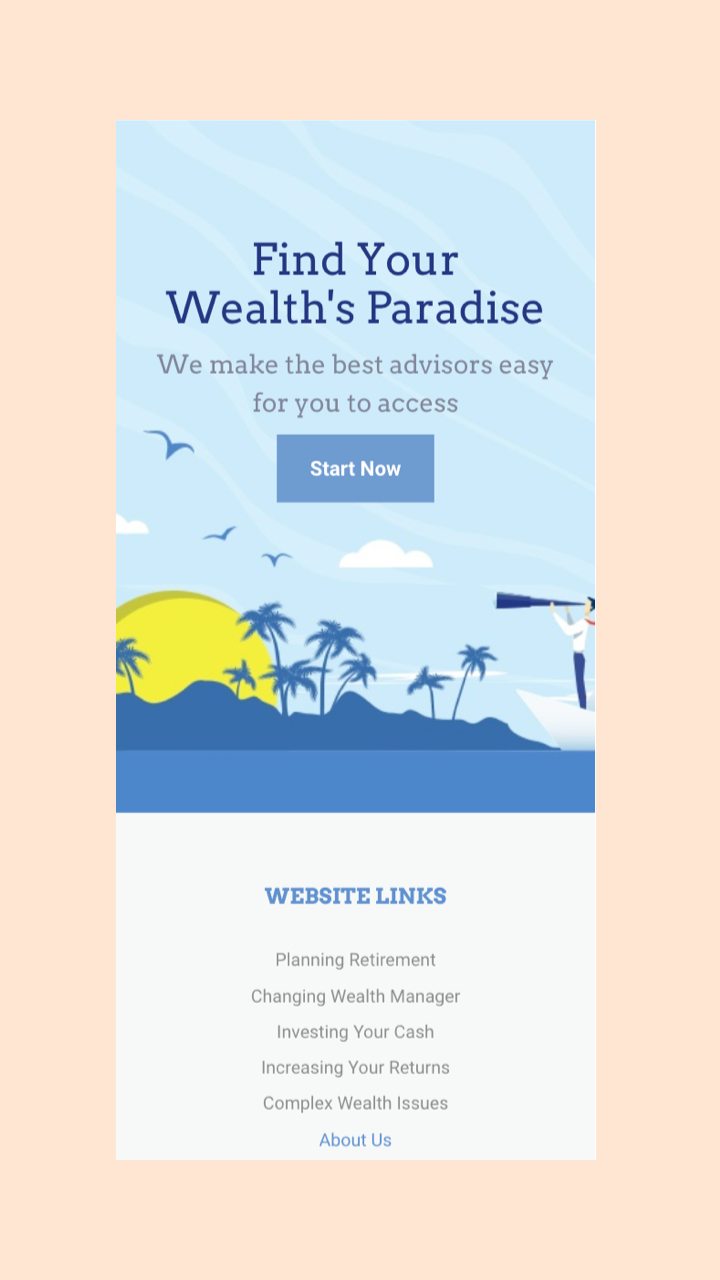 Find Your
Wealth's Paradise
We make the best advisors easy
for you to access
Start Now
WEBSITE LINKS
Planning Retirement
Changing Wealth Manager
Investing Your Cash
Increasing Your Returns
Complex Wealth Issues
About Us